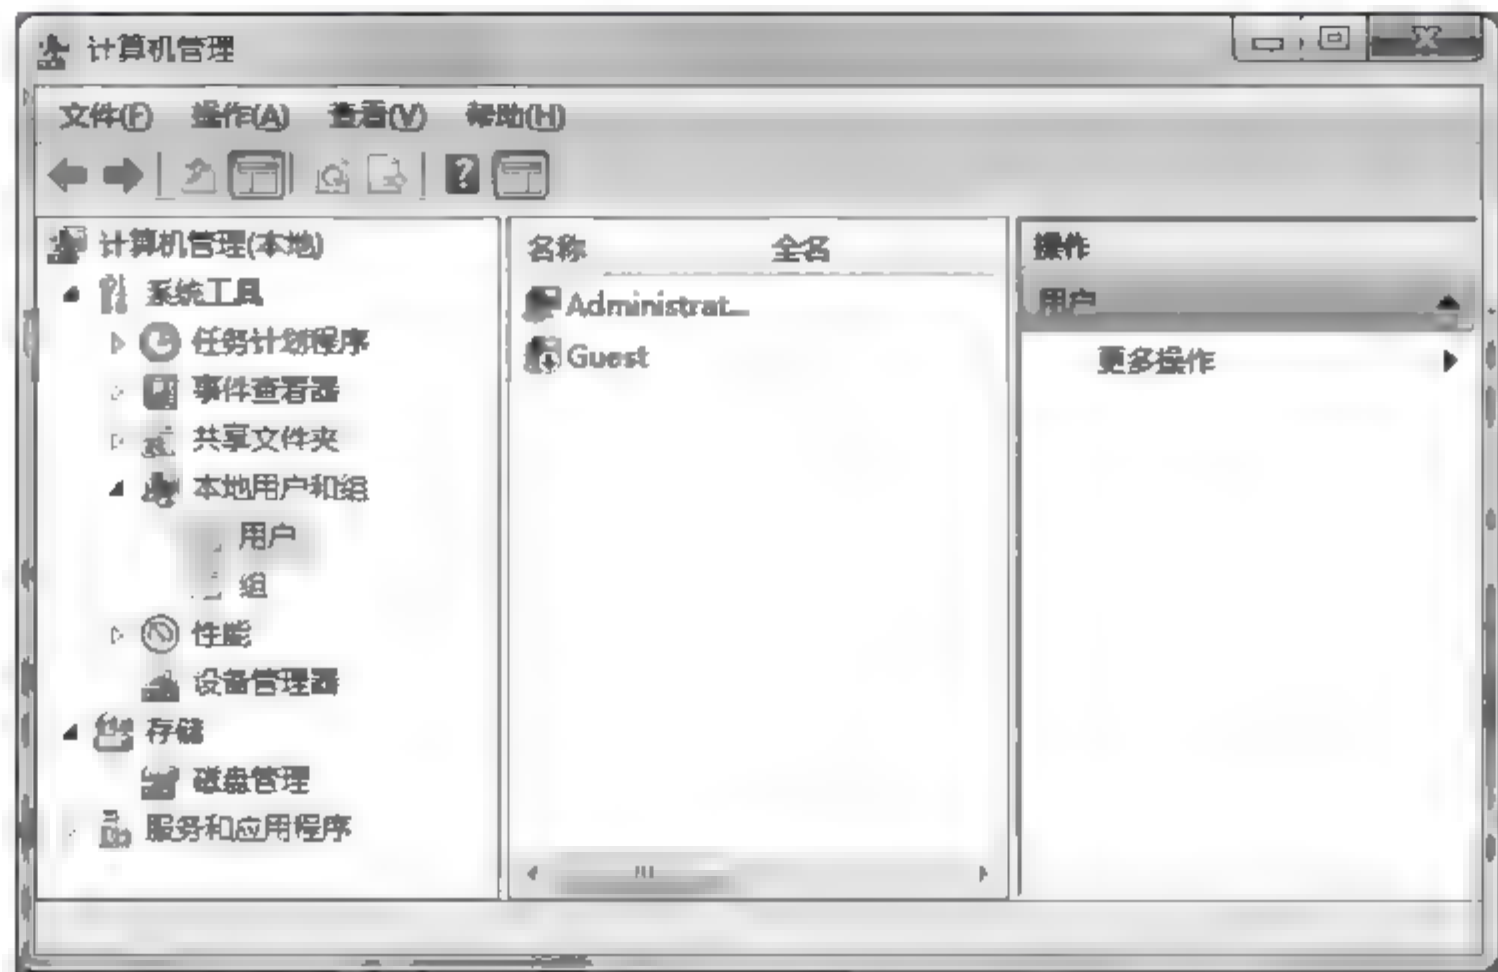 计算机管理
文件(F) 操作(A) 查看(V) 帮助(H)
计算机管理(本地)
系统工具
任务计划程序
事件查看器
共享文件夹
本地用户和组
用户
组
性能
设备管理器
存储
磁盘管理
服务和应用程序
名称 全名
Administrat...
Guest
操作
用户
更多操作